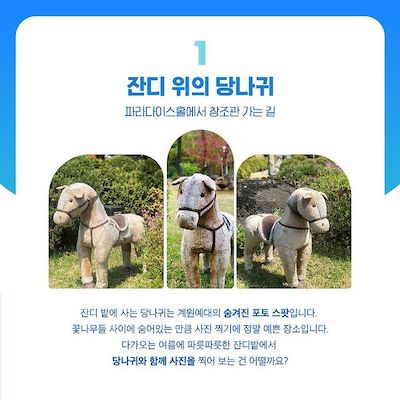 1
잔디 위의 당나귀
파라다이스홀에서 창조관 가는 길
잔디 밭에 사는 당나귀는 계원예대의 숨겨진 포토 스팟입니다.
꽃나무들 사이에 숨어있는 만큼 사진 찍기에 정말 예쁜 장소입니다.
다가오는 여름에 파릇파릇한 잔디밭에서
당나귀와 함께 사진을 찍어 보는 건 어떨까요?